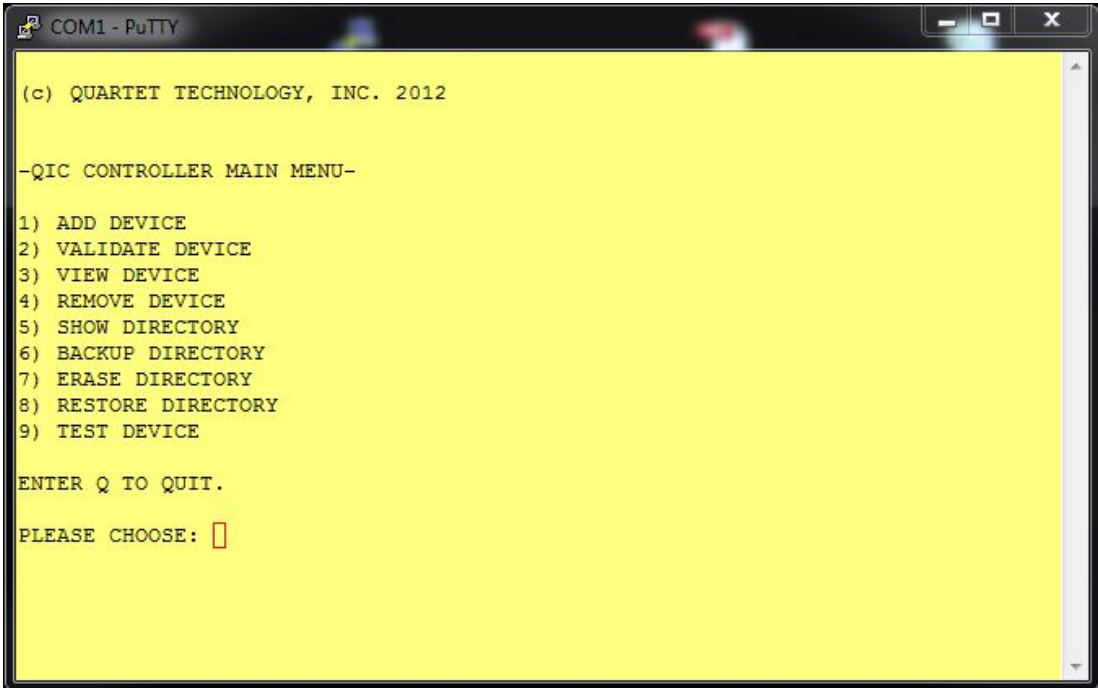 COM1 - PuTTY
(c) QUARTET TECHNOLOGY, INC. 2012
-QIC CONTROLLER MAIN MENU-
1) ADD DEVICE
2) VALIDATE DEVICE
3) VIEW DEVICE
4) REMOVE DEVICE
5) SHOW DIRECTORY
6) BACKUP DIRECTORY
7) ERASE DIRECTORY
8) RESTORE DIRECTORY
9) TEST DEVICE
ENTER Q TO QUIT.
PLEASE CHOOSE: